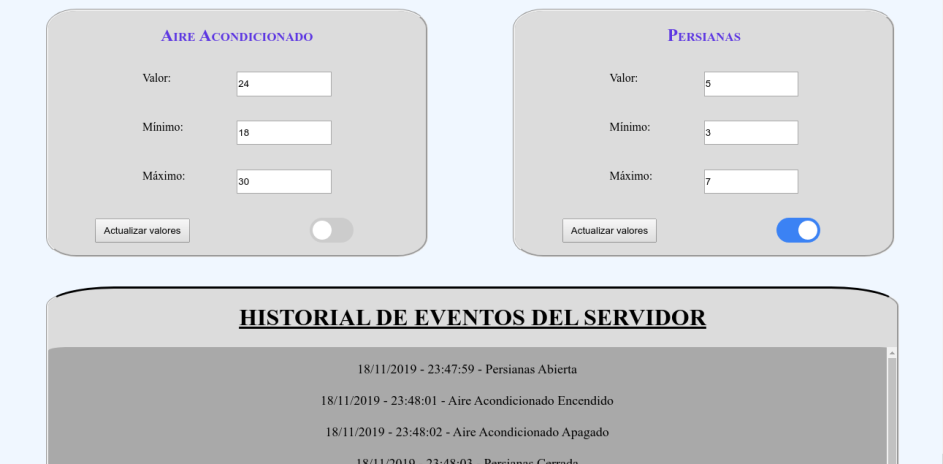 Aire Acondicionado
Valor: 24
Mínimo: 18
Máximo: 30
Actualizar valores
Persianas
Valor: 5
Mínimo: 3
Máximo: 7
Actualizar valores
HISTORIAL DE EVENTOS DEL SERVIDOR
18/11/2019 - 23:47:59 - Persianas Abierta
18/11/2019 - 23:48:01 - Aire Acondicionado Encendido
18/11/2019 - 23:48:02 - Aire Acondicionado Apagado
18/11/2019 - 23:48:03 - Persianas Cerrada